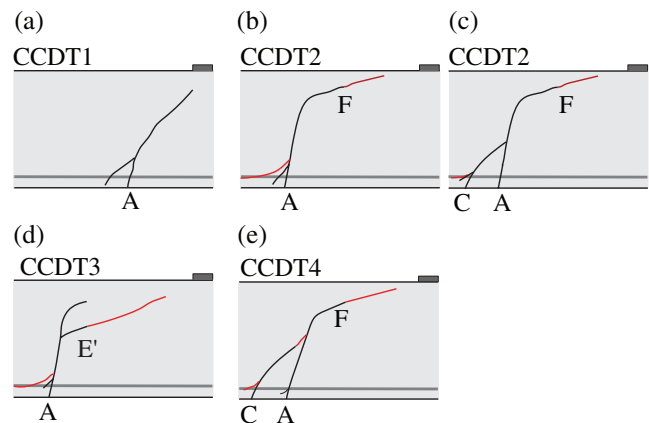 (a)
CCDT1
A
(b)
CCDT2
F
A
(c)
CCDT2
F
C A
(d)
CCDT3
E'
A
(e)
CCDT4
F
C A